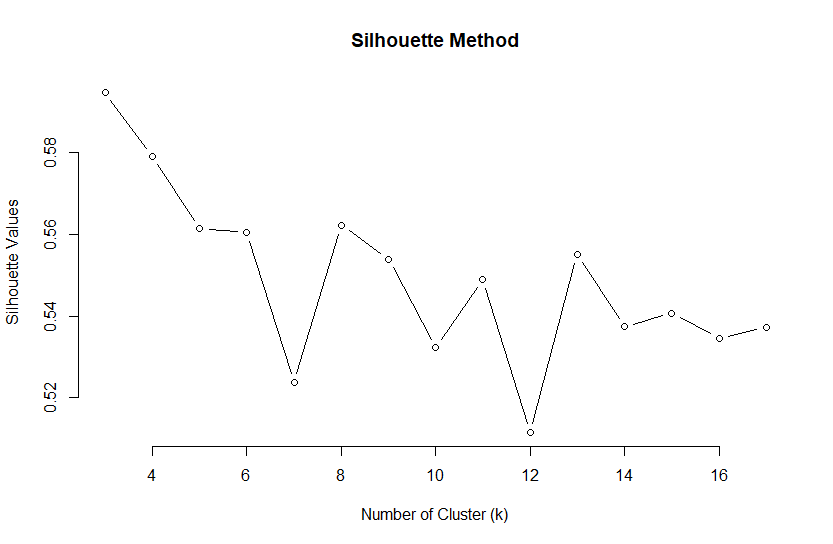 Silhouette Method
Silhouette Values
0.58
0.56
0.54
0.52
4 6 8 10 12 14 16
Number of Cluster (k)